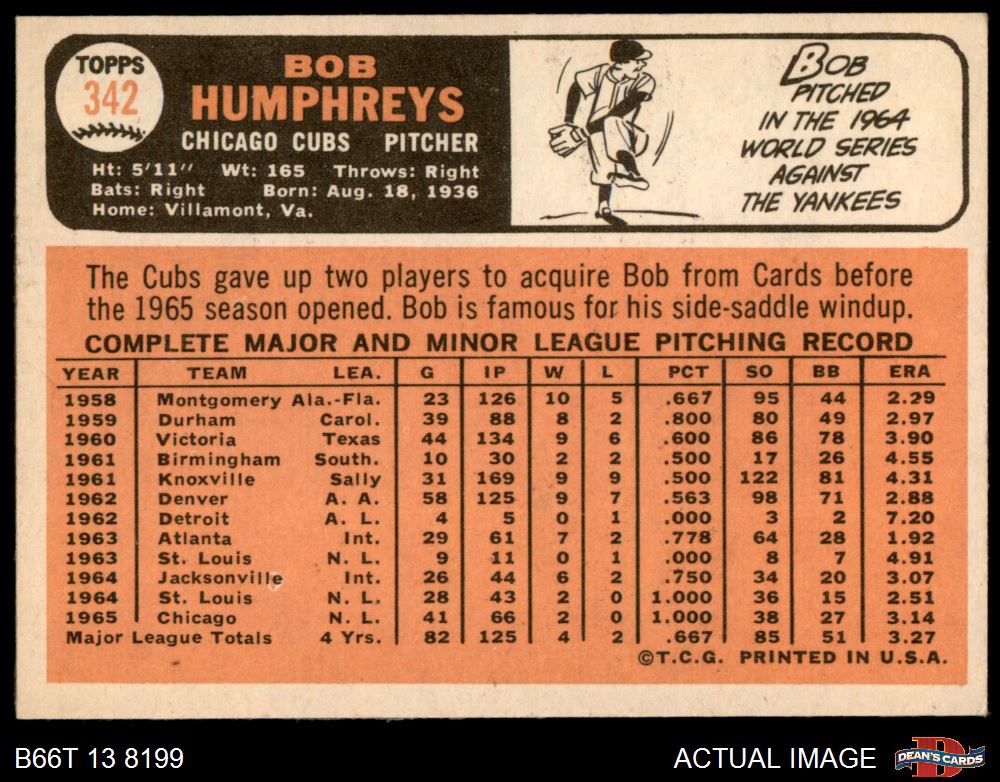 TOPPS
342
BOB
HUMPHREYS
CHICAGO CUBS PITCHER
Ht: 5'11" Wt: 165 Throws: Right
Bats: Right Born: Aug. 18, 1936
Home: Villamont, Va.
BOB
PITCHED
IN THE 1964
WORLD SERIES
AGAINST
THE YANKEES
The Cubs gave up two players to acquire Bob from Cards before
the 1965 season opened. Bob is famous for his side-saddle windup.
COMPLETE MAJOR AND MINOR LEAGUE PITCHING RECORD
YEAR TEAM LEA. G IP W L PCT SO BB ERA
1958 Montgomery Ala.-Fla. 23 126 10 5 .667 95 44 2.29
1959 Durham Carol. 39 88 8 2 .800 80 49 2.97
1960 Victoria Texas 44 134 9 6 .600 86 78 3.90
1961 Birmingham South. 10 30 2 2 .500 17 26 4.55
1961 Knoxville Sally 31 169 9 9 .500 122 81 4.31
1962 Denver A. A. 58 125 9 7 .563 98 71 2.88
1962 Detroit A. L. 4 5 0 1 .000 3 2 7.20
1963 Atlanta Int. 29 61 7 2 .778 64 28 1.92
1963 St. Louis N. L. 9 11 0 1 .000 8 7 4.91
1964 Jacksonville Int. 26 44 6 2 .750 34 20 3.07
1964 St. Louis N. L. 28 43 2 0 1.000 36 15 2.51
1965 Chicago N. L. 41 66 2 0 1.000 38 27 3.14
Major League Totals 4 Yrs. 82 125 4 2 .667 85 51 3.27
©T.C.G. PRINTED IN U.S.A.
B66T 13 8199
ACTUAL IMAGE
D
DEAN'S CARDS